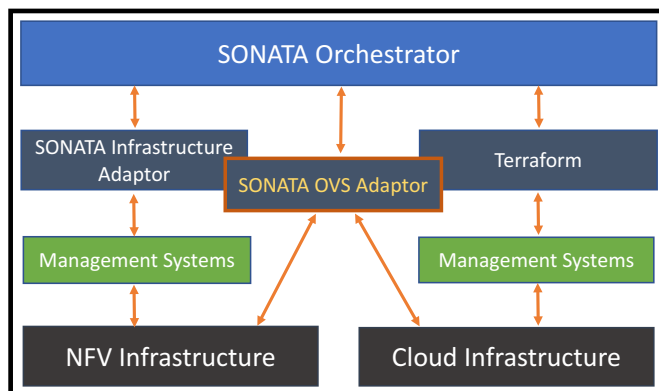 SONATA Orchestrator
SONATA Infrastructure
Adaptor
SONATA OVS Adaptor
Terraform
Management Systems
Management Systems
NFV Infrastructure
Cloud Infrastructure